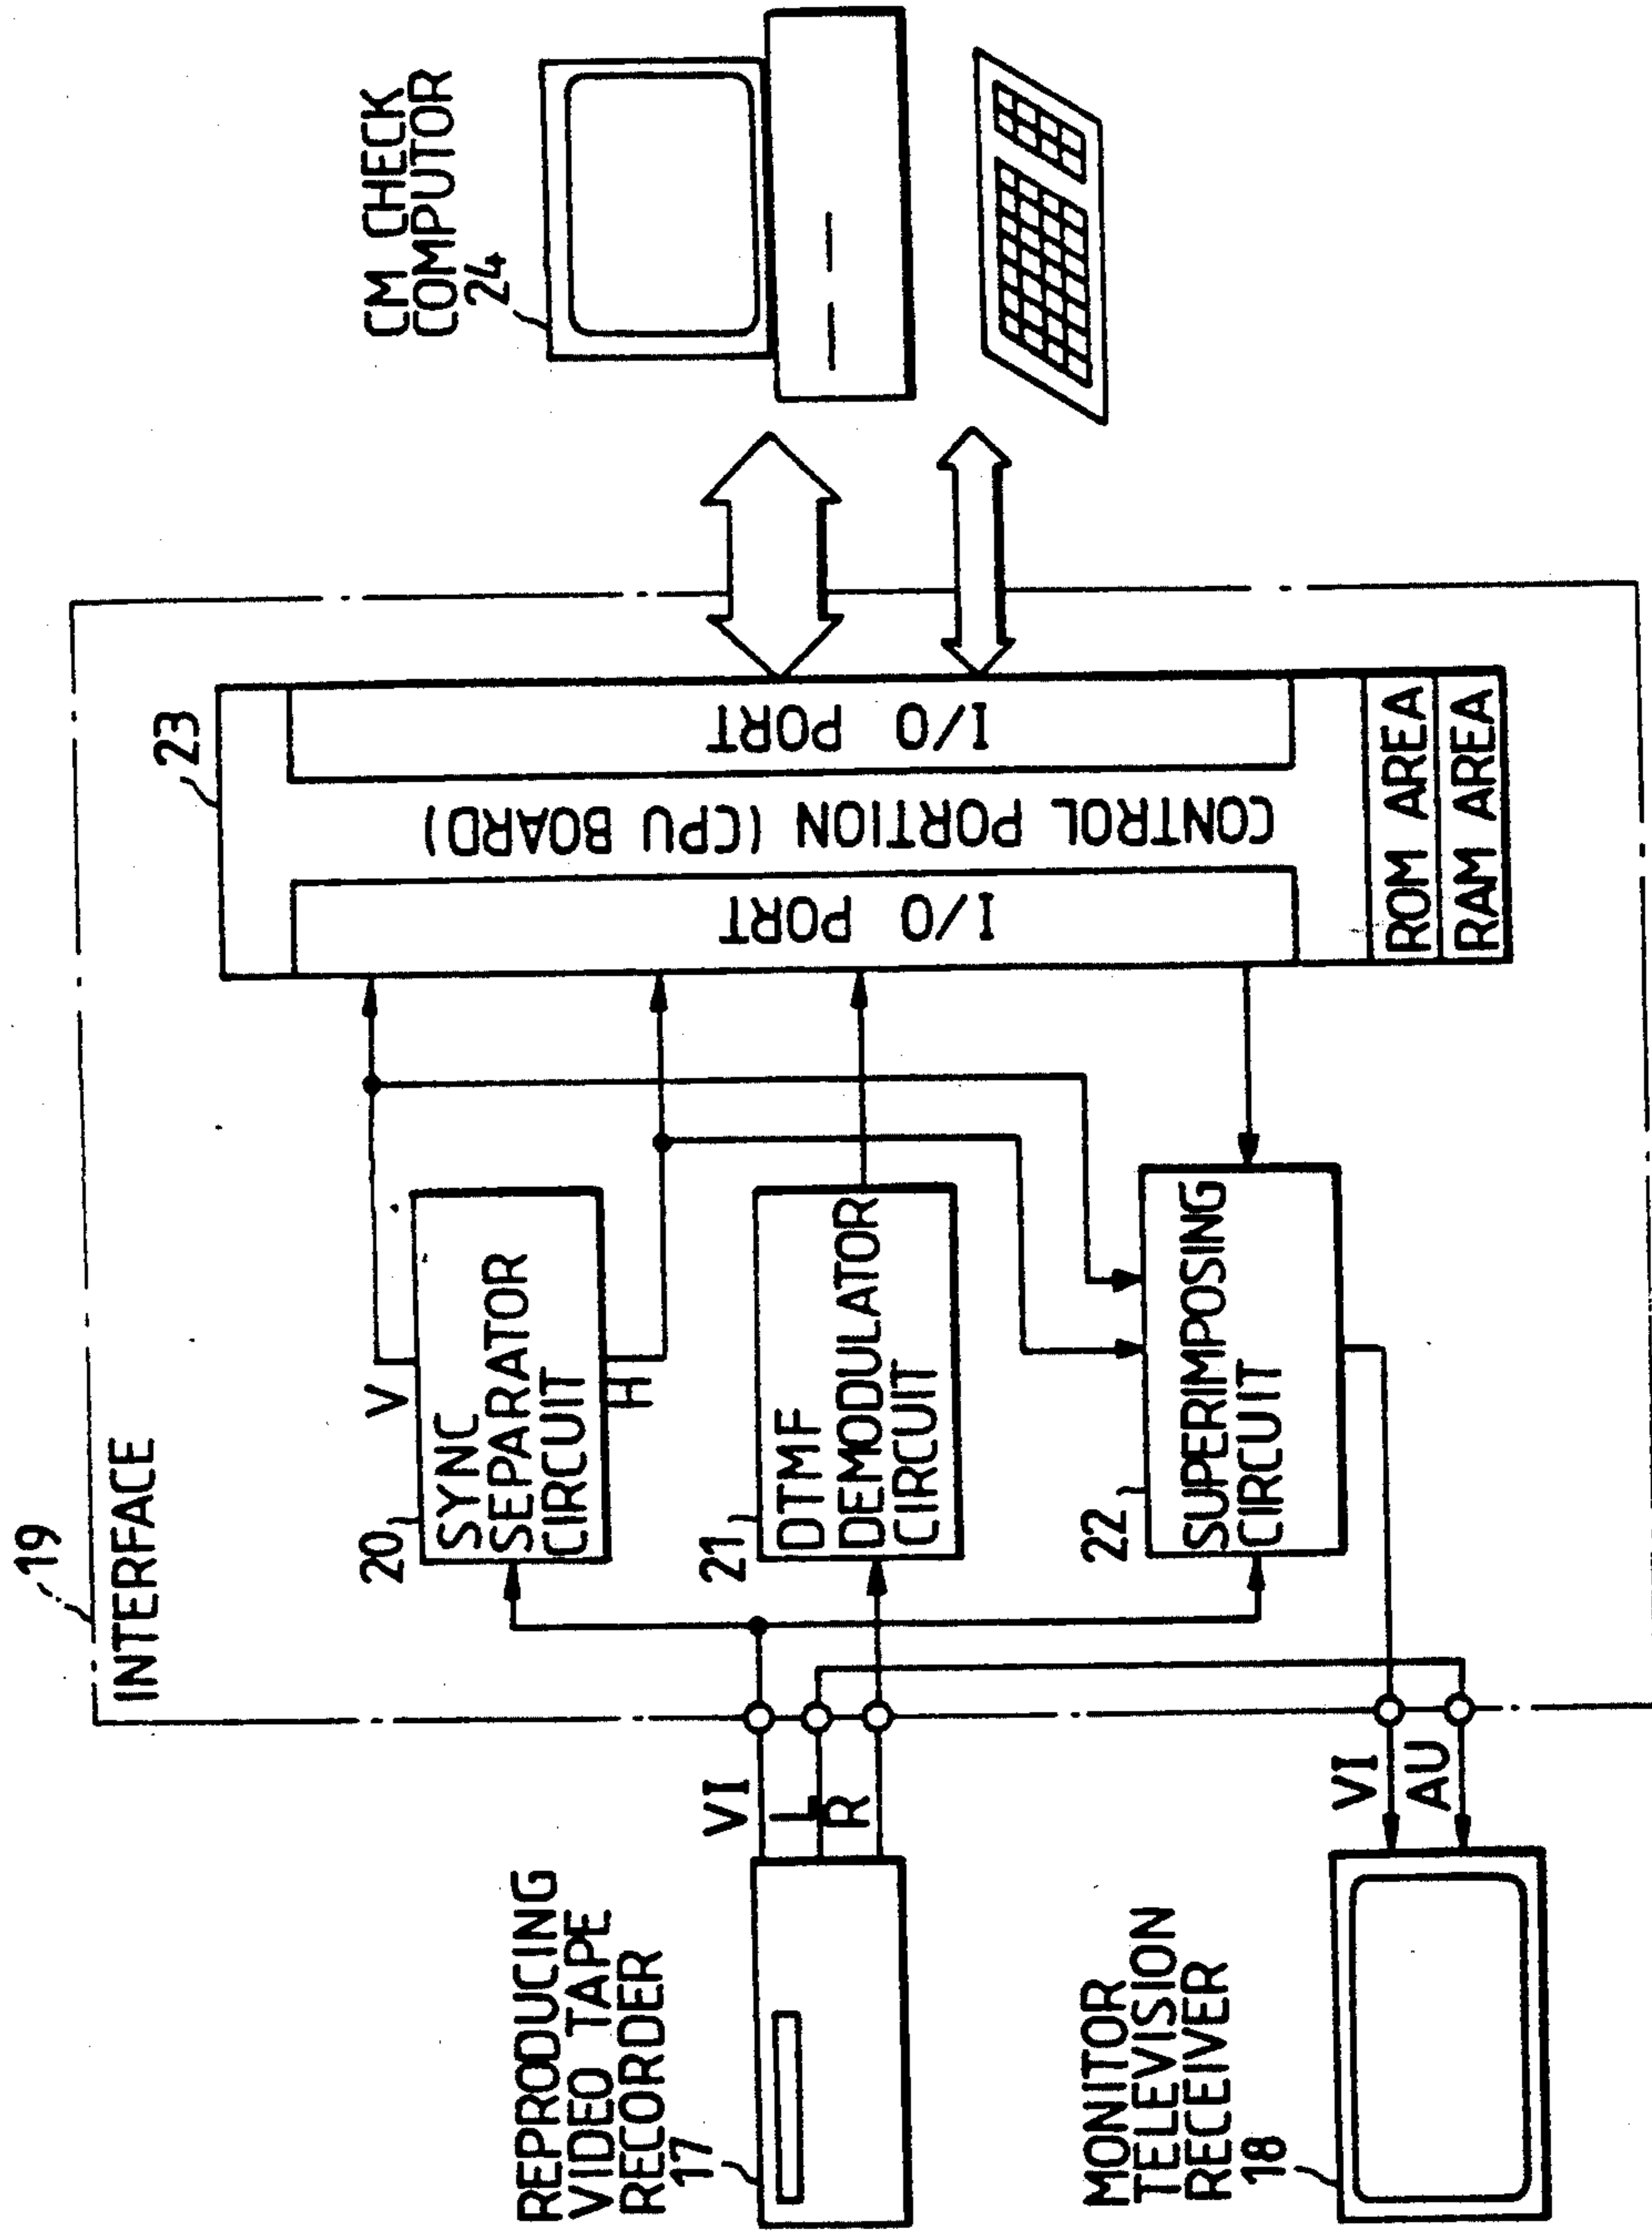 19
INTERFACE
REPRODUCING
VIDEO TAPE
RECORDER
17
VI
L
R
20
SYNC
SEPARATOR
CIRCUIT
V
H
21
DTMF
DEMODULATOR
CIRCUIT
22
SUPERIMPOSING
CIRCUIT
MONITOR
TELEVISION
RECEIVER
18
VI
AU
23
I/O PORT
CONTROL PORTION (CPU BOARD)
I/O PORT
ROM AREA
RAM AREA
CM CHECK
COMPUTOR
24